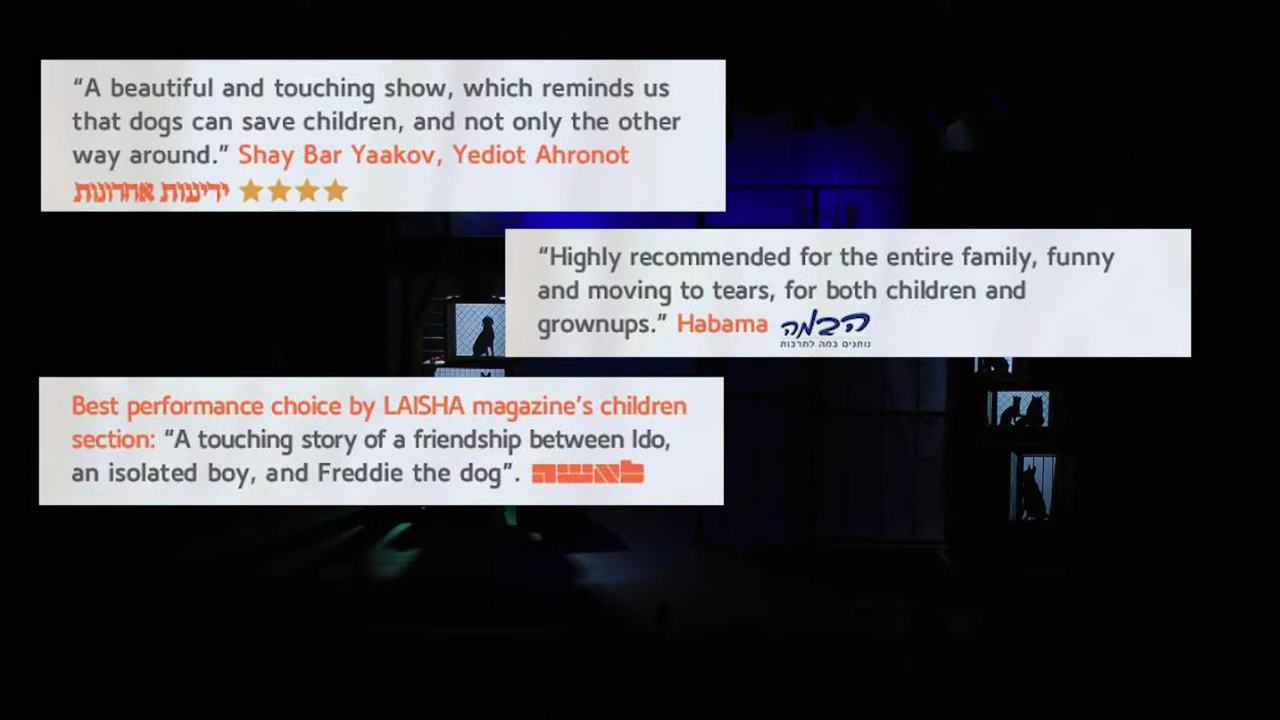 “A beautiful and touching show, which reminds us
that dogs can save children, and not only the other
way around.” Shay Bar Yaakov, Yediot Ahronot
ידיעות אחרונות
“Highly recommended for the entire family, funny
and moving to tears, for both children and
grownups.” Habama הבמה
נותנים במה לתרבות
Best performance choice by LAISHA magazine’s children
section: “A touching story of a friendship between Ido,
an isolated boy, and Freddie the dog”. לאשה